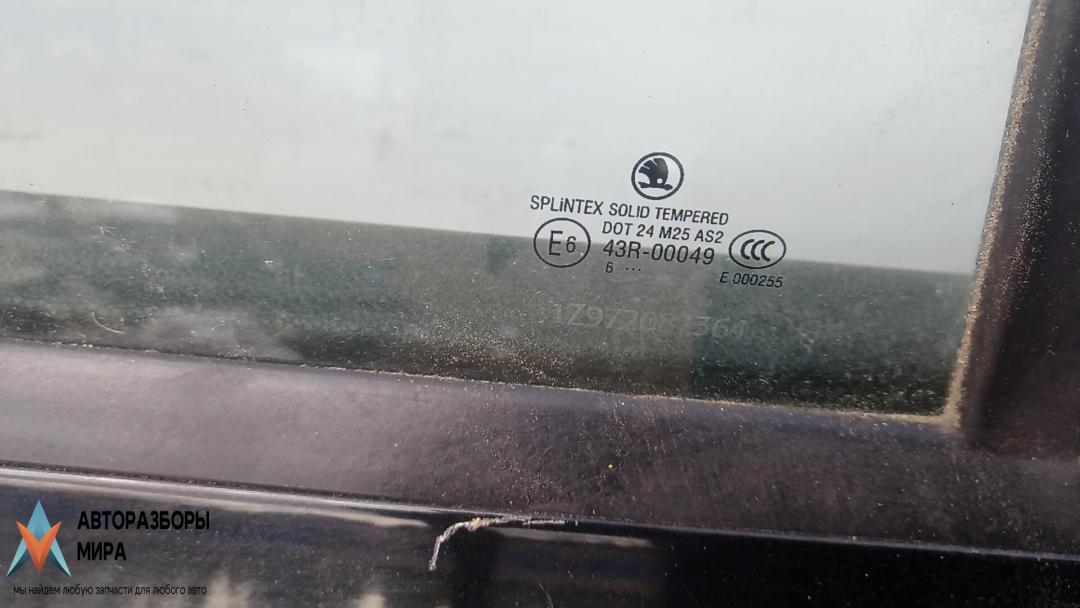 SPLiNTEX SOLID TEMPERED
DOT 24 M25 AS2
E6 43R-00049 CCC
6 ...
E 000255
АВТОРАЗБОРЫ
МИРА
мы найдем любую запчасти для любого авто